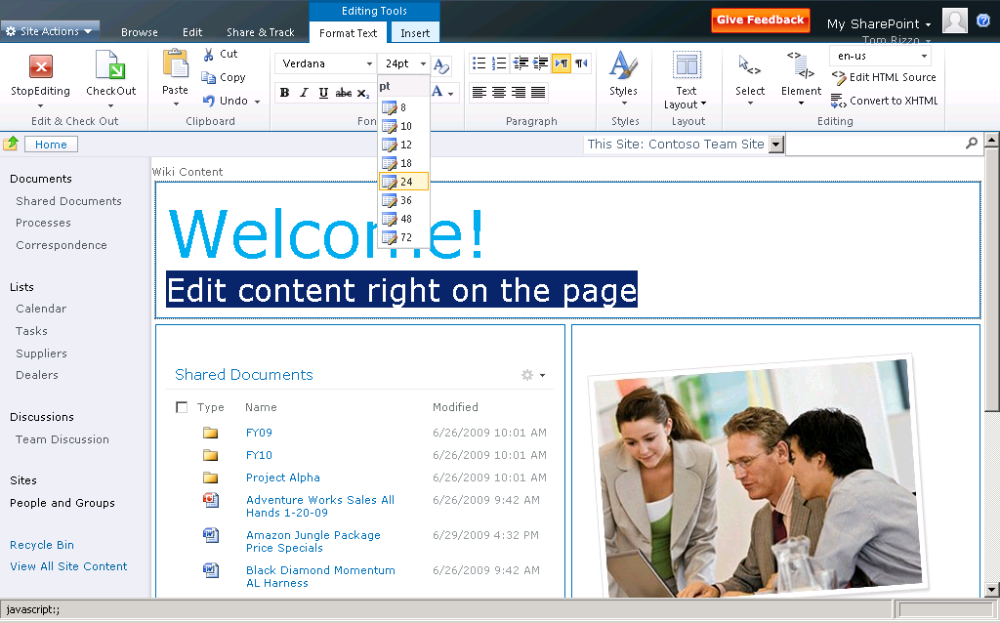 Editing Tools
Site Actions
Browse
Edit
Share & Track
Format Text
Insert
Give Feedback
My SharePoint
Tom Rizzo
StopEditing
CheckOut
Edit & Check Out
Paste
Cut
Copy
Undo
Clipboard
Verdana
24pt
B I U abc x₂
A
Fon
pt
8
10
12
18
24
36
48
72
Paragraph
Styles
Styles
Text
Layout
Layout
Select
Element
en-us
Edit HTML Source
Convert to XHTML
Editing
Home
This Site: Contoso Team Site
Documents
Shared Documents
Processes
Correspondence
Lists
Calendar
Tasks
Suppliers
Dealers
Discussions
Team Discussion
Sites
People and Groups
Recycle Bin
View All Site Content
Wiki Content
Welcome!
Edit content right on the page
Shared Documents
Type Name Modified
FY09 6/26/2009 10:01 AM
FY10 6/26/2009 10:01 AM
Project Alpha 6/26/2009 10:01 AM
Adventure Works Sales All 6/26/2009 9:42 AM
Hands 1-20-09
Amazon Jungle Package 6/29/2009 4:32 PM
Price Specials
Black Diamond Momentum 6/26/2009 9:42 AM
AL Harness
javascript:;